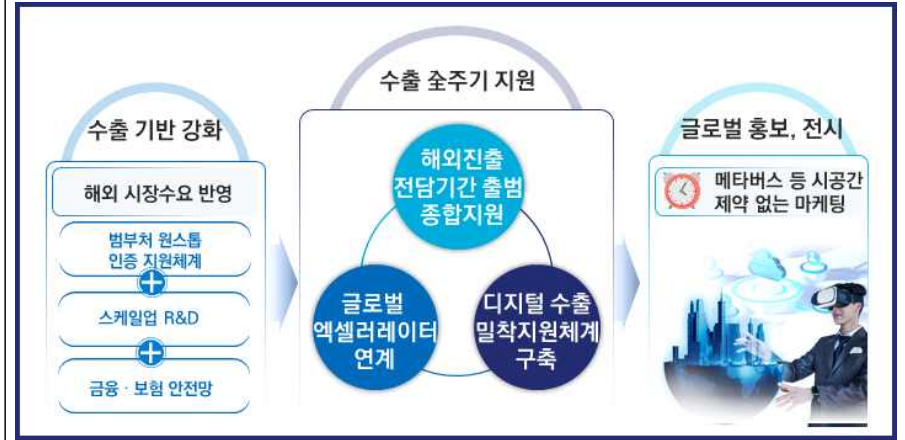 수출 기반 강화
해외 시장수요 반영
범부처 원스톱
인증 지원체계
스케일업 R&D
금융·보험 안전망
수출 全주기 지원
해외진출
전담기간 출범
종합지원
글로벌
엑셀러레이터
연계
디지털 수출
밀착지원체계
구축
글로벌 홍보, 전시
메타버스 등 시공간
제약 없는 마케팅